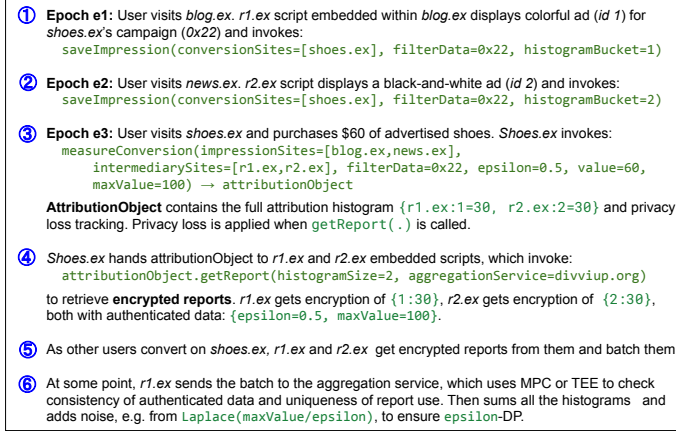 ① Epoch e1: User visits blog.ex. r1.ex script embedded within blog.ex displays colorful ad (id 1) for
shoes.ex's campaign (0x22) and invokes:
saveImpression(conversionSites=[shoes.ex], filterData=0x22, histogramBucket=1)
② Epoch e2: User visits news.ex. r2.ex script displays a black-and-white ad (id 2) and invokes:
saveImpression(conversionSites=[shoes.ex], filterData=0x22, histogramBucket=2)
③ Epoch e3: User visits shoes.ex and purchases $60 of advertised shoes. Shoes.ex invokes:
measureConversion(impressionSites=[blog.ex,news.ex],
intermediarySites=[r1.ex,r2.ex], filterData=0x22, epsilon=0.5, value=60,
maxValue=100) → attributionObject
AttributionObject contains the full attribution histogram {r1.ex:1=30, r2.ex:2=30} and privacy
loss tracking. Privacy loss is applied when getReport(.) is called.
④ Shoes.ex hands attributionObject to r1.ex and r2.ex embedded scripts, which invoke:
attributionObject.getReport(histogramSize=2, aggregationService=divviup.org)
to retrieve encrypted reports. r1.ex gets encryption of {1:30}, r2.ex gets encryption of {2:30},
both with authenticated data: {epsilon=0.5, maxValue=100}.
⑤ As other users convert on shoes.ex, r1.ex and r2.ex get encrypted reports from them and batch them
⑥ At some point, r1.ex sends the batch to the aggregation service, which uses MPC or TEE to check
consistency of authenticated data and uniqueness of report use. Then sums all the histograms and
adds noise, e.g. from Laplace(maxValue/epsilon), to ensure epsilon-DP.